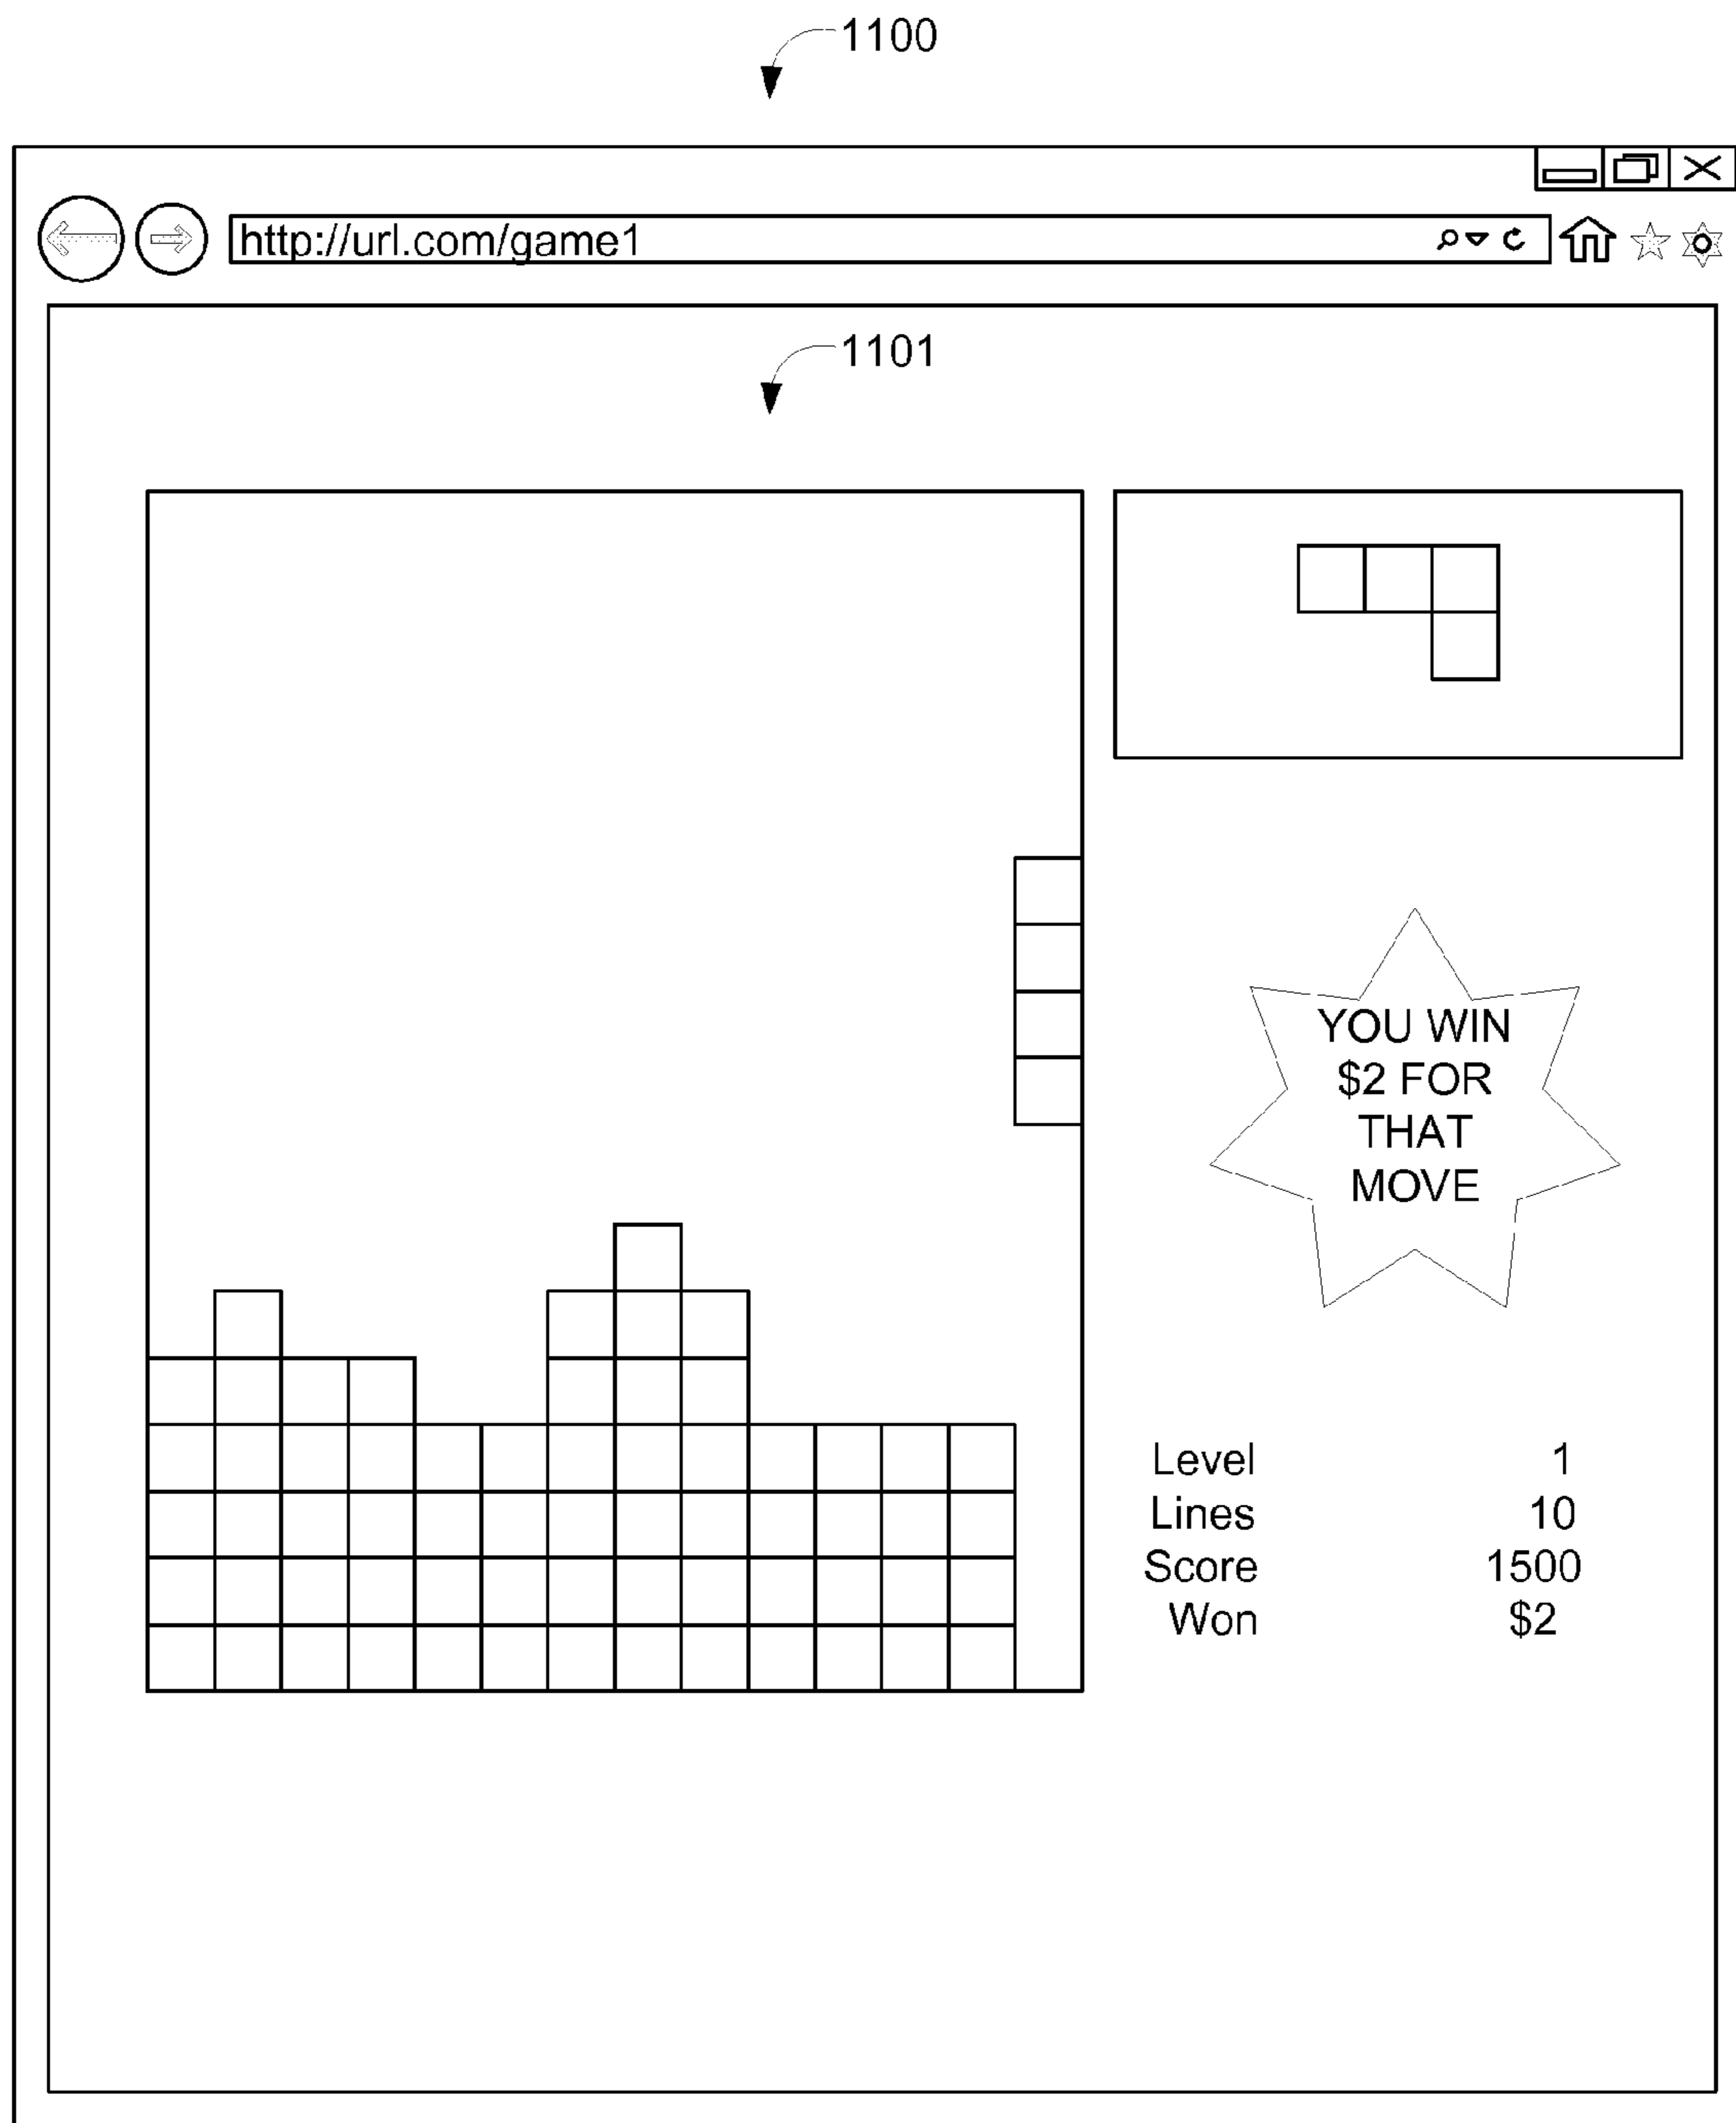 1100
http://url.com/game1
1101
YOU WIN
$2 FOR
THAT
MOVE
Level 1
Lines 10
Score 1500
Won $2